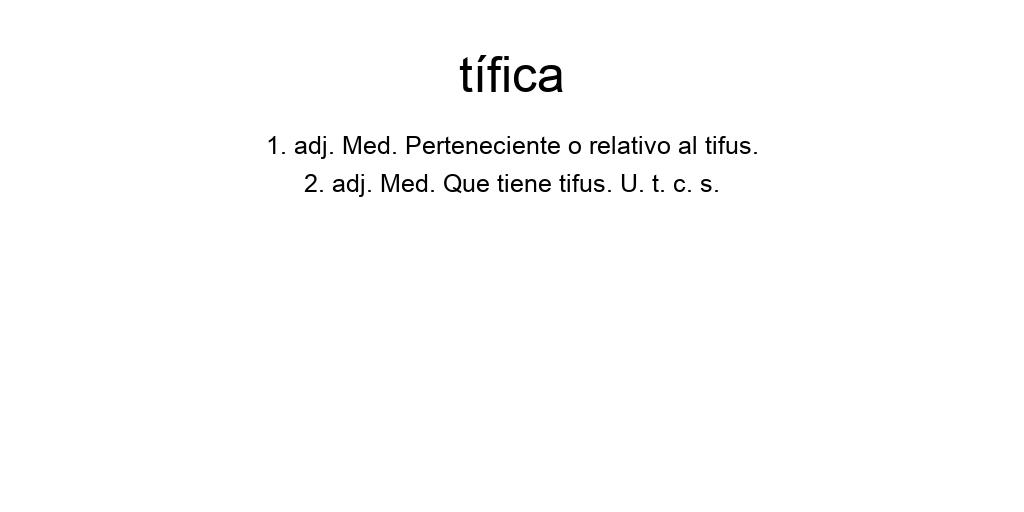 tífica
1. adj. Med. Perteneciente o relativo al tifus.
2. adj. Med. Que tiene tifus. U. t. c. s.